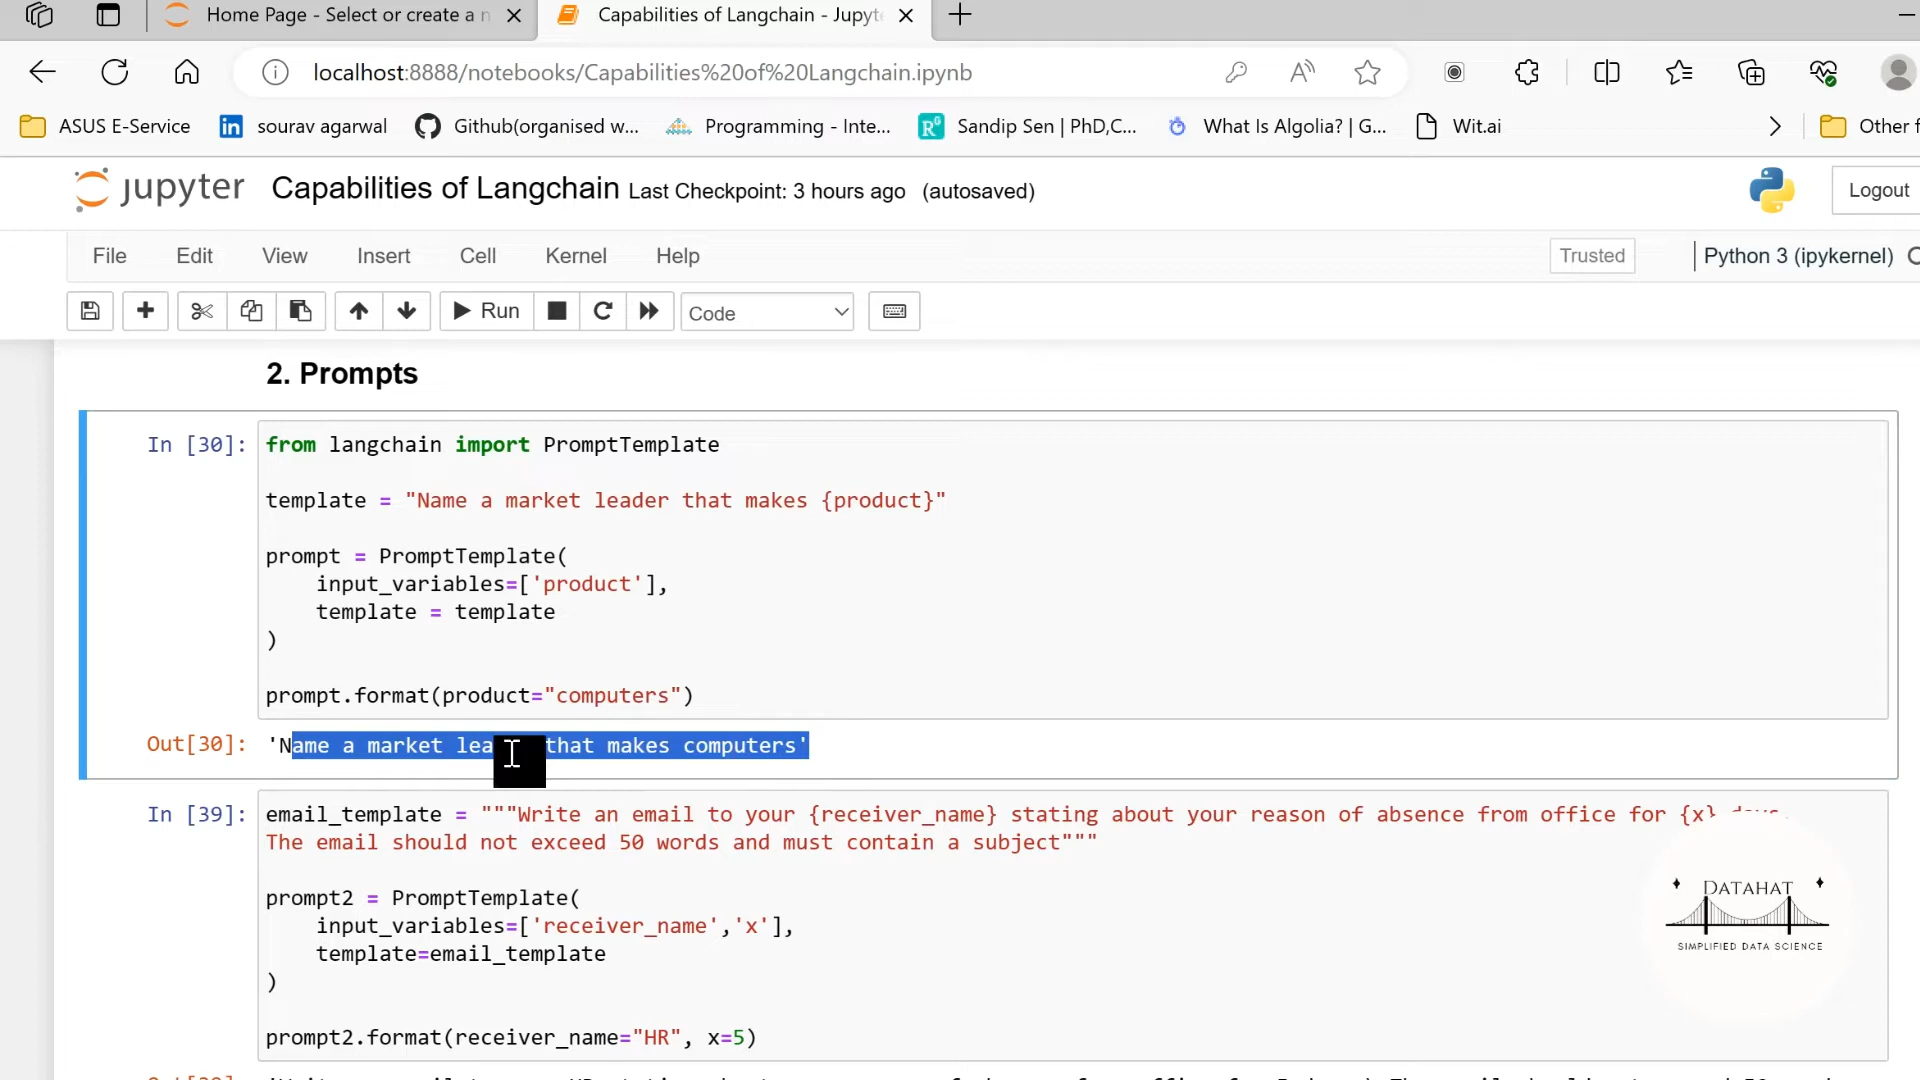 Home Page - Select or create a n
Capabilities of Langchain - Jupyte
localhost:8888/notebooks/Capabilities%20of%20Langchain.ipynb
ASUS E-Service
in sourav agarwal
Github(organised w...
Programming - Inte...
Sandip Sen | PhD,C...
What Is Algolia? | G...
Wit.ai
Other f
jupyter Capabilities of Langchain Last Checkpoint: 3 hours ago (autosaved)
Logout
File Edit View Insert Cell Kernel Help
Trusted
Python 3 (ipykernel)
Run
Code
2. Prompts
In [30]: from langchain import PromptTemplate
template = "Name a market leader that makes {product}"
prompt = PromptTemplate(
input_variables=['product'],
template = template
)
prompt.format(product="computers")
Out[30]: 'Name a market lea that makes computers'
In [39]: email_template = """Write an email to your {receiver_name} stating about your reason of absence from office for {x} days.
The email should not exceed 50 words and must contain a subject"""
prompt2 = PromptTemplate(
input_variables=['receiver_name','x'],
template=email_template
)
prompt2.format(receiver_name="HR", x=5)
DATAHAT
SIMPLIFIED DATA SCIENCE